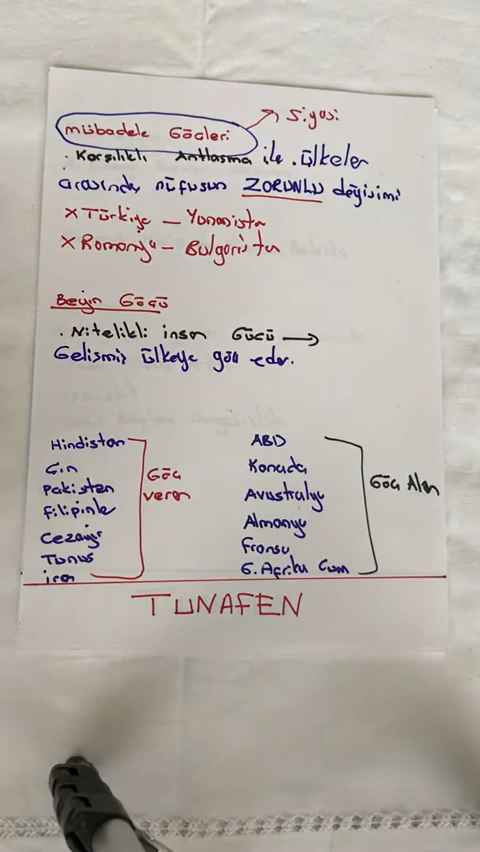 Siyasi
Mübadele Göçleri
. Karşılıklı Antlaşma ile . Ülkeler
arasında nüfusun ZORUNLU değişimi
x Türkiye – Yunanistan
x Romanya – Bulgaristan
Beyin Göçü
. Nitelikli insan Gücü →
Gelişmiş Ülkeye göç eder.
Hindistan
Çin
Pakistan
Filipinler
Cezayir
Tunus
İran
Göç
veren
ABD
Kanada
Avustralya
Almanya
Fransa
G. Afrika Cum
Göç Alan
TUNAFEN